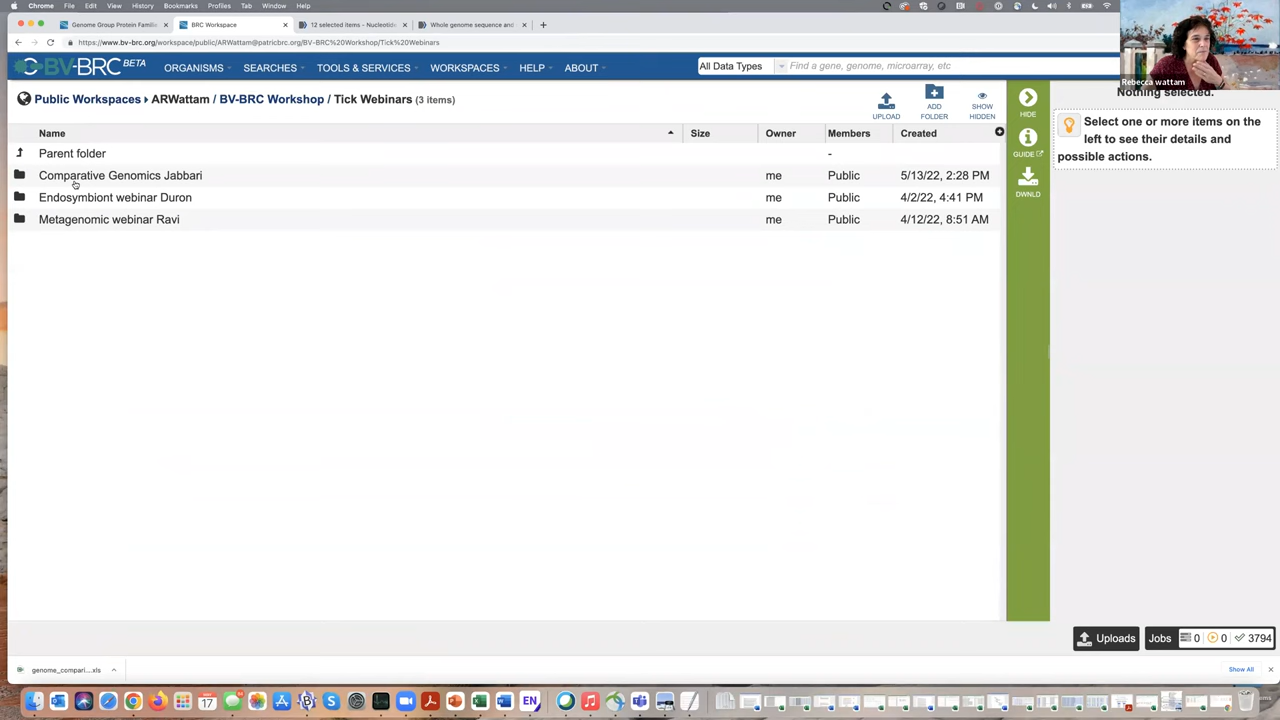 Chrome File Edit View History Bookmarks Profiles Tab Window Help
Genome Group Protein Familie BRC Workspace 12 selected items – Nucleotide Whole genome sequence and
https://www.bv-brc.org/workspace/public/ARWattam@patricbrc.org/BV-BRC%20Workshop/Tick%20Webinars
Rebecca wattam
BV-BRC BETA ORGANISMS SEARCHES TOOLS & SERVICES WORKSPACES HELP ABOUT All Data Types Find a gene, genome, microarray, etc
Public Workspaces ARWattam / BV-BRC Workshop / Tick Webinars (3 items)
UPLOAD ADD FOLDER SHOW HIDDEN
HIDE
GUIDE
DWNLD
Nothing selected.
Select one or more items on the
left to see their details and
possible actions.
Name Size Owner Members Created
Parent folder -
Comparative Genomics Jabbari me Public 5/13/22, 2:28 PM
Endosymbiont webinar Duron me Public 4/2/22, 4:41 PM
Metagenomic webinar Ravi me Public 4/12/22, 8:51 AM
Uploads Jobs 0 0 3794
genome_compari....xls Show All
17
EN